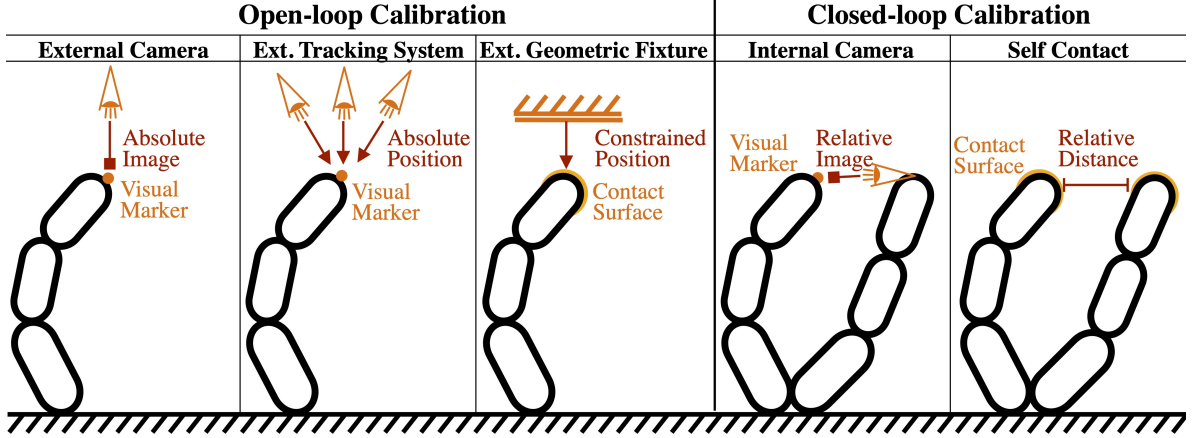 Open-loop Calibration
Closed-loop Calibration
External Camera
Ext. Tracking System
Ext. Geometric Fixture
Internal Camera
Self Contact
Absolute
Image
Visual
Marker
Absolute
Position
Visual
Marker
Constrained
Position
Contact
Surface
Visual
Marker
Relative
Image
Contact
Surface
Relative
Distance